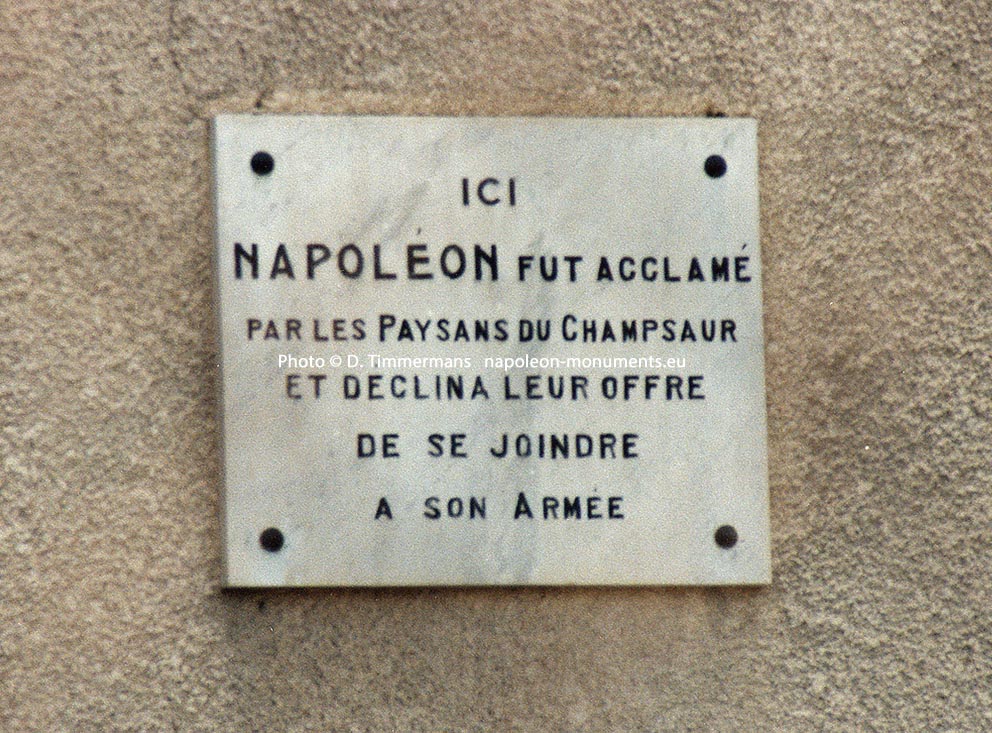 ICI
NAPOLÉON FUT ACCLAMÉ
PAR LES PAYSANS DU CHAMPSAUR
Photo © D. Timmermans napoleon-monuments.eu
ET DECLINA LEUR OFFRE
DE SE JOINDRE
A SON ARMÉE